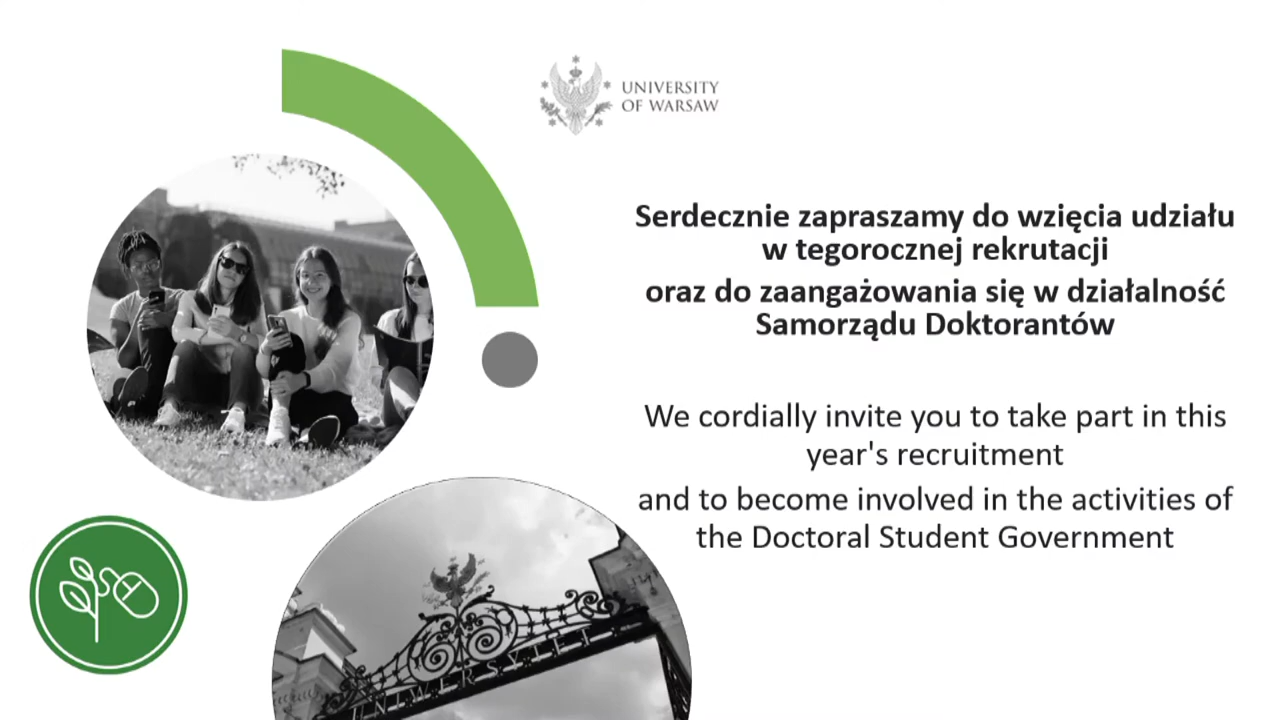 UNIVERSITY
OF WARSAW
Serdecznie zapraszamy do wzięcia udziału
w tegorocznej rekrutacji
oraz do zaangażowania się w działalność
Samorządu Doktorantów
We cordially invite you to take part in this
year's recruitment
and to become involved in the activities of
the Doctoral Student Government
UNIWERSYTET